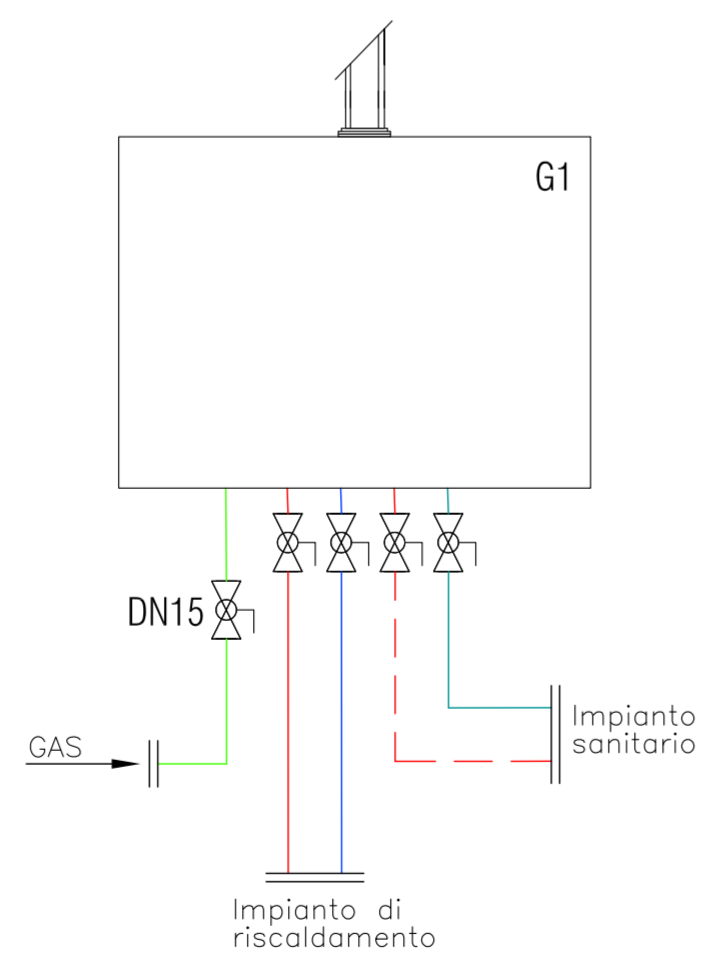 G1
DN15
GAS
Impianto
sanitario
Impianto di
riscaldamento